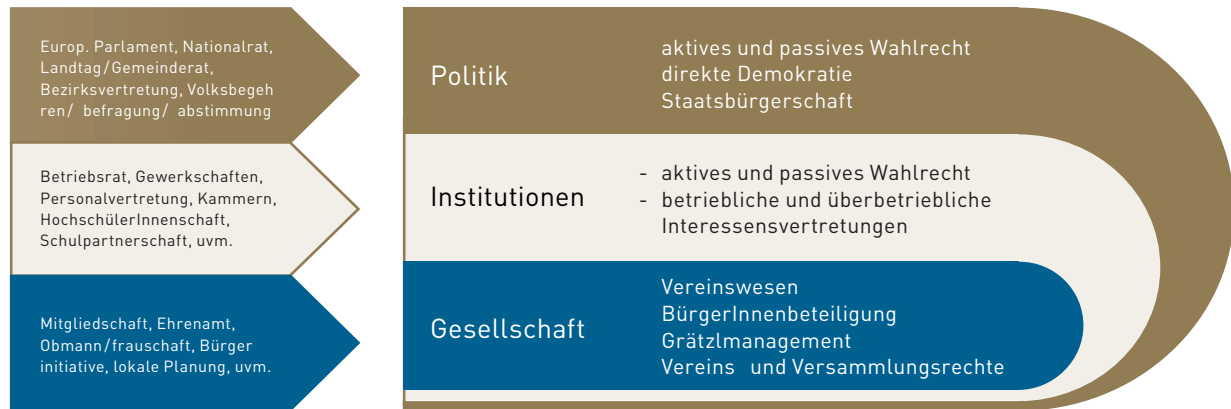 Europ. Parlament, Nationalrat,
Landtag/Gemeinderat,
Bezirksvertretung, Volksbegeh
ren/ befragung/ abstimmung
Politik
aktives und passives Wahlrecht
direkte Demokratie
Staatsbürgerschaft
Betriebsrat, Gewerkschaften,
Personalvertretung, Kammern,
HochschülerInnenschaft,
Schulpartnerschaft, uvm.
Institutionen
- aktives und passives Wahlrecht
- betriebliche und überbetriebliche
Interessensvertretungen
Mitgliedschaft, Ehrenamt,
Obmann/frauschaft, Bürger
initiative, lokale Planung, uvm.
Gesellschaft
Vereinswesen
BürgerInnenbeteiligung
Grätzlmanagement
Vereins und Versammlungsrechte